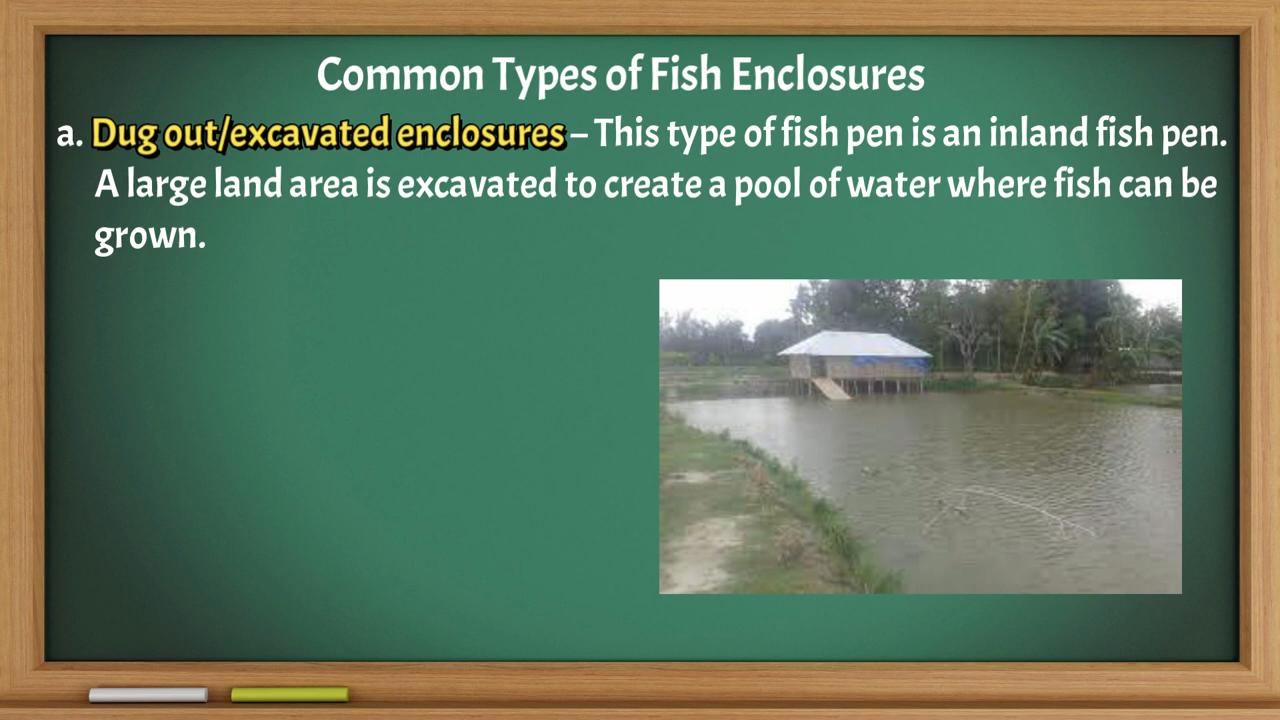 Common Types of Fish Enclosures
a. Dug out/excavated enclosures – This type of fish pen is an inland fish pen.
A large land area is excavated to create a pool of water where fish can be
grown.